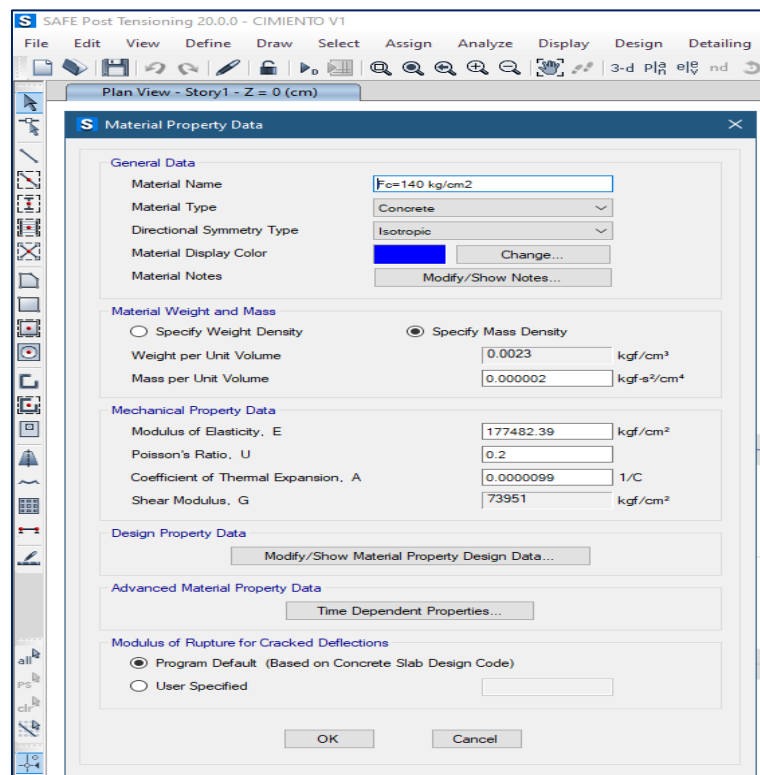 S SAFE Post Tensioning 20.0.0 - CIMIENTO V1
File Edit View Define Draw Select Assign Analyze Display Design Detailing
3-d nd
Plan View - Story1 - Z = 0 (cm)
S Material Property Data
General Data
Material Name Fc=140 kg/cm2
Material Type Concrete
Directional Symmetry Type Isotropic
Material Display Color Change...
Material Notes Modify/Show Notes...
Material Weight and Mass
Specify Weight Density Specify Mass Density
Weight per Unit Volume 0.0023 kgf/cm³
Mass per Unit Volume 0.000002 kgf-s²/cm⁴
Mechanical Property Data
Modulus of Elasticity, E 177482.39 kgf/cm²
Poisson's Ratio, U 0.2
Coefficient of Thermal Expansion, A 0.0000099 1/C
Shear Modulus, G 73951 kgf/cm²
Design Property Data
Modify/Show Material Property Design Data...
Advanced Material Property Data
Time Dependent Properties...
Modulus of Rupture for Cracked Deflections
Program Default (Based on Concrete Slab Design Code)
all
PS
User Specified
clr
OK Cancel